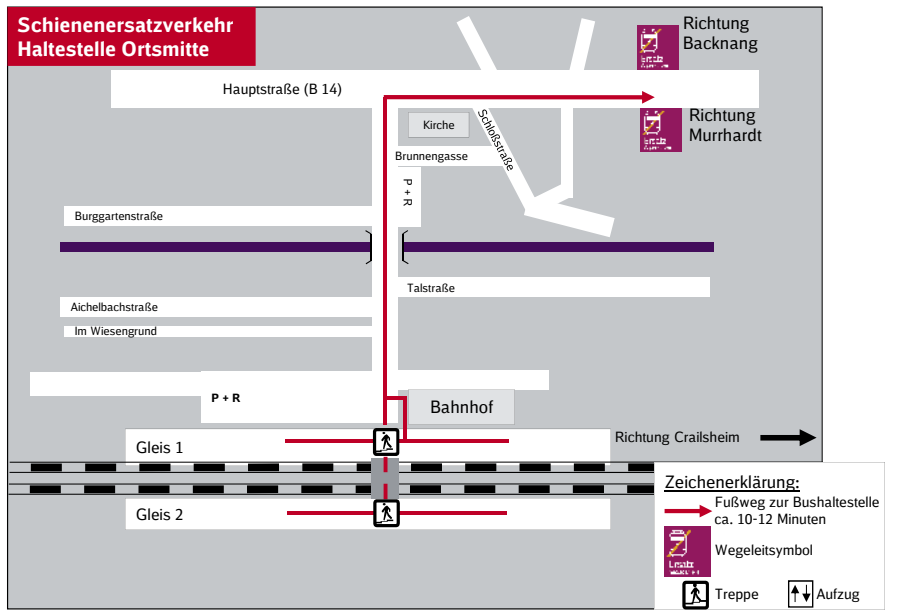 Schienenersatzverkehr
Haltestelle Ortsmitte
Richtung
Backnang
Hauptstraße (B 14)
Richtung
Murrhardt
Kirche
Schloßstraße
Brunnengasse
P + R
Burggartenstraße
Talstraße
Aichelbachstraße
Im Wiesengrund
P + R
Bahnhof
Gleis 1
Richtung Crailsheim
Gleis 2
Zeichenerklärung:
Fußweg zur Bushaltestelle
ca. 10-12 Minuten
Wegeleitsymbol
Treppe
Aufzug